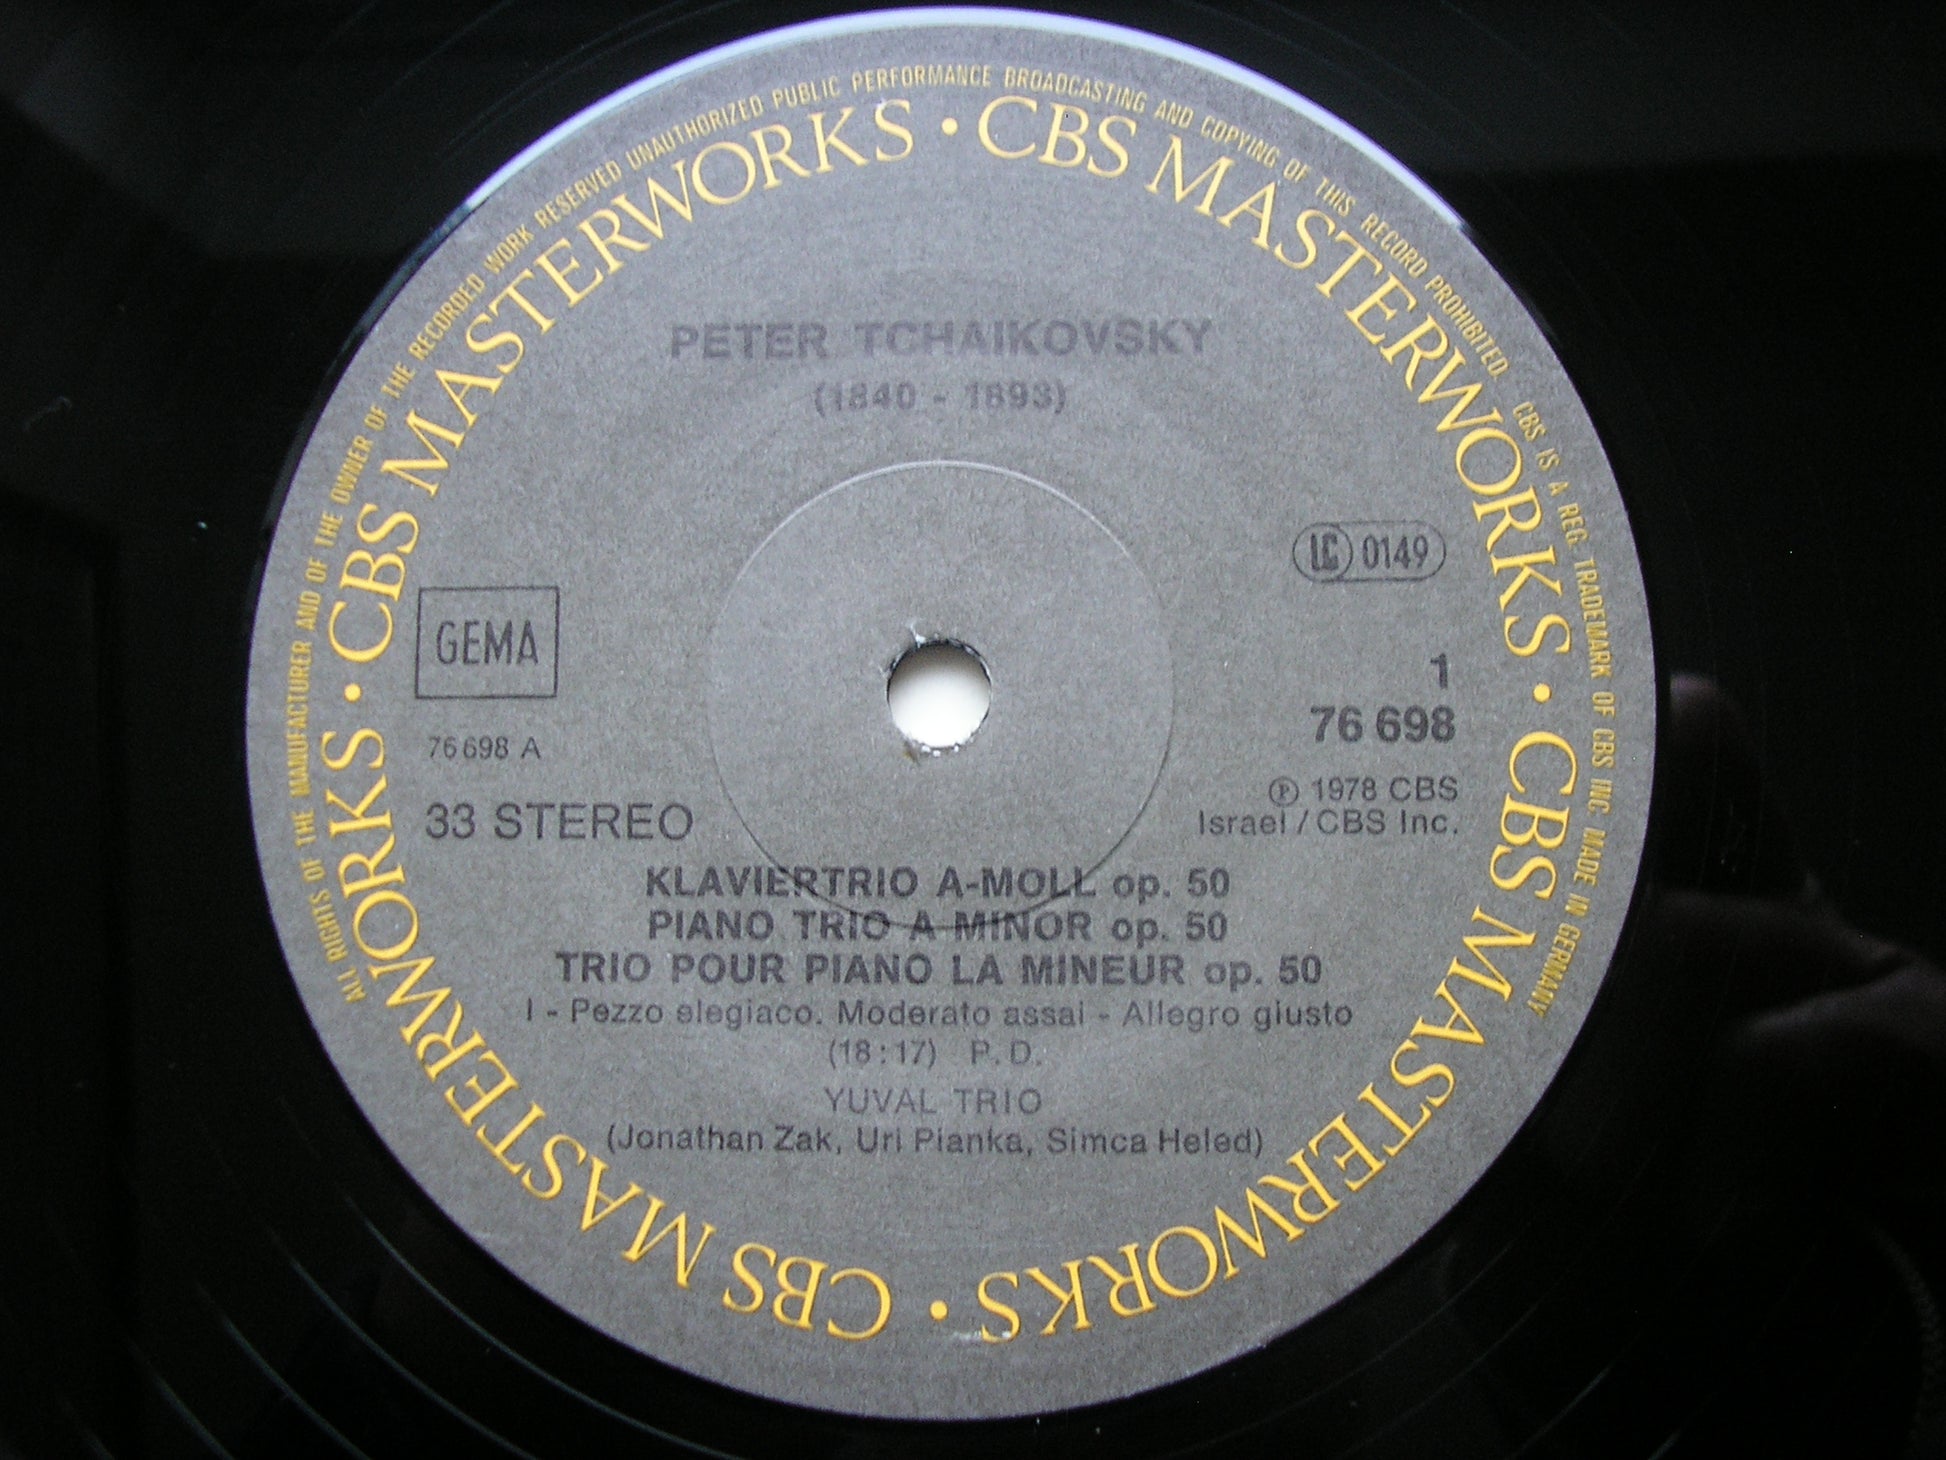 ALL RIGHTS OF THE MANUFACTURER AND OF THE OWNER OF THE RECORDED WORK RESERVED UNAUTHORIZED PUBLIC PERFORMANCE BROADCASTING AND COPYING OF THIS RECORD PROHIBITED. CBS IS A REG. TRADEMARK OF CBS INC. MADE IN GERMANY
CBS MASTERWORKS · CBS MASTERWORKS · CBS MASTERWORKS · CBS MASTERWORKS ·
PETER TCHAIKOVSKY
(1840 - 1893)
LC 0149
GEMA
1
76 698
76 698 A
℗ 1978 CBS
Israel / CBS Inc.
33 STEREO
KLAVIERTRIO A-MOLL op. 50
PIANO TRIO A MINOR op. 50
TRIO POUR PIANO LA MINEUR op. 50
I - Pezzo elegiaco. Moderato assai - Allegro giusto
(18:17) P.D.
YUVAL TRIO
(Jonathan Zak, Uri Pianka, Simca Heled)